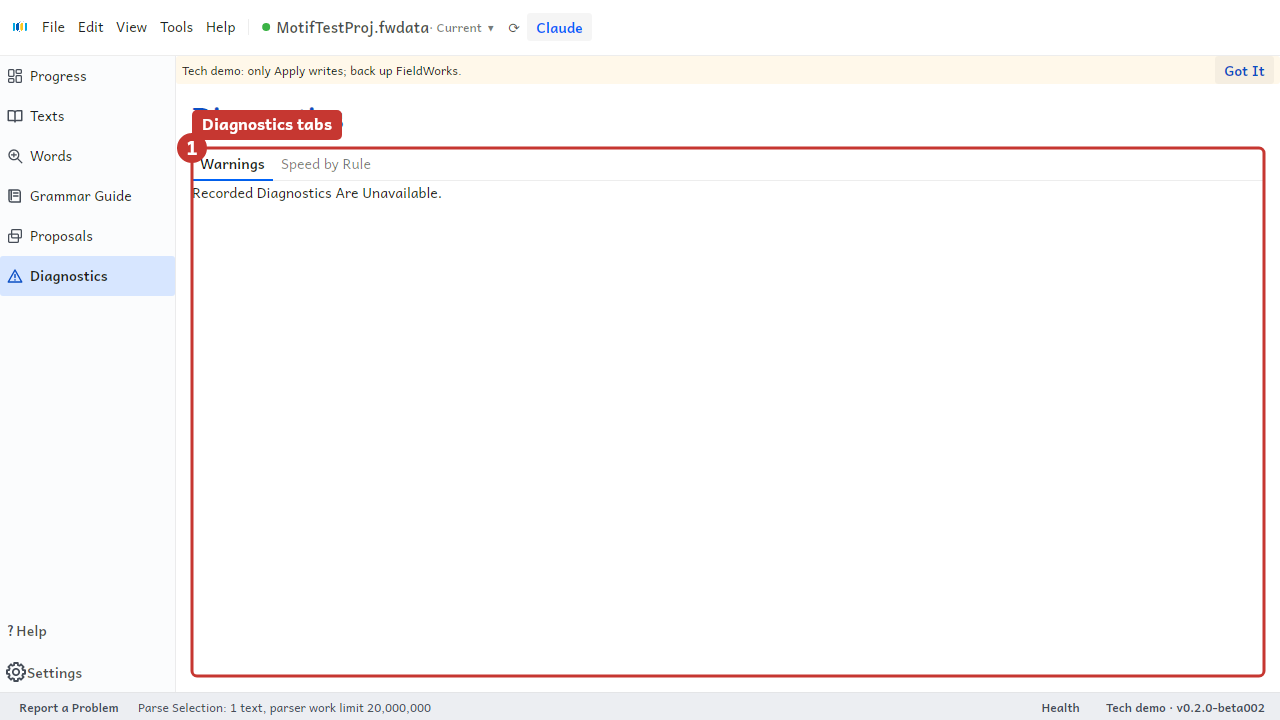 File Edit View Tools Help
MotifTestProj.fwdata · Current ▾ ⟳ Claude
Progress
Texts
Words
Grammar Guide
Proposals
Diagnostics
Tech demo: only Apply writes; back up FieldWorks.
Got It
Diagnostics tabs
1
Warnings Speed by Rule
Recorded Diagnostics Are Unavailable.
? Help
Settings
Report a Problem Parse Selection: 1 text, parser work limit 20,000,000 Health Tech demo · v0.2.0-beta002